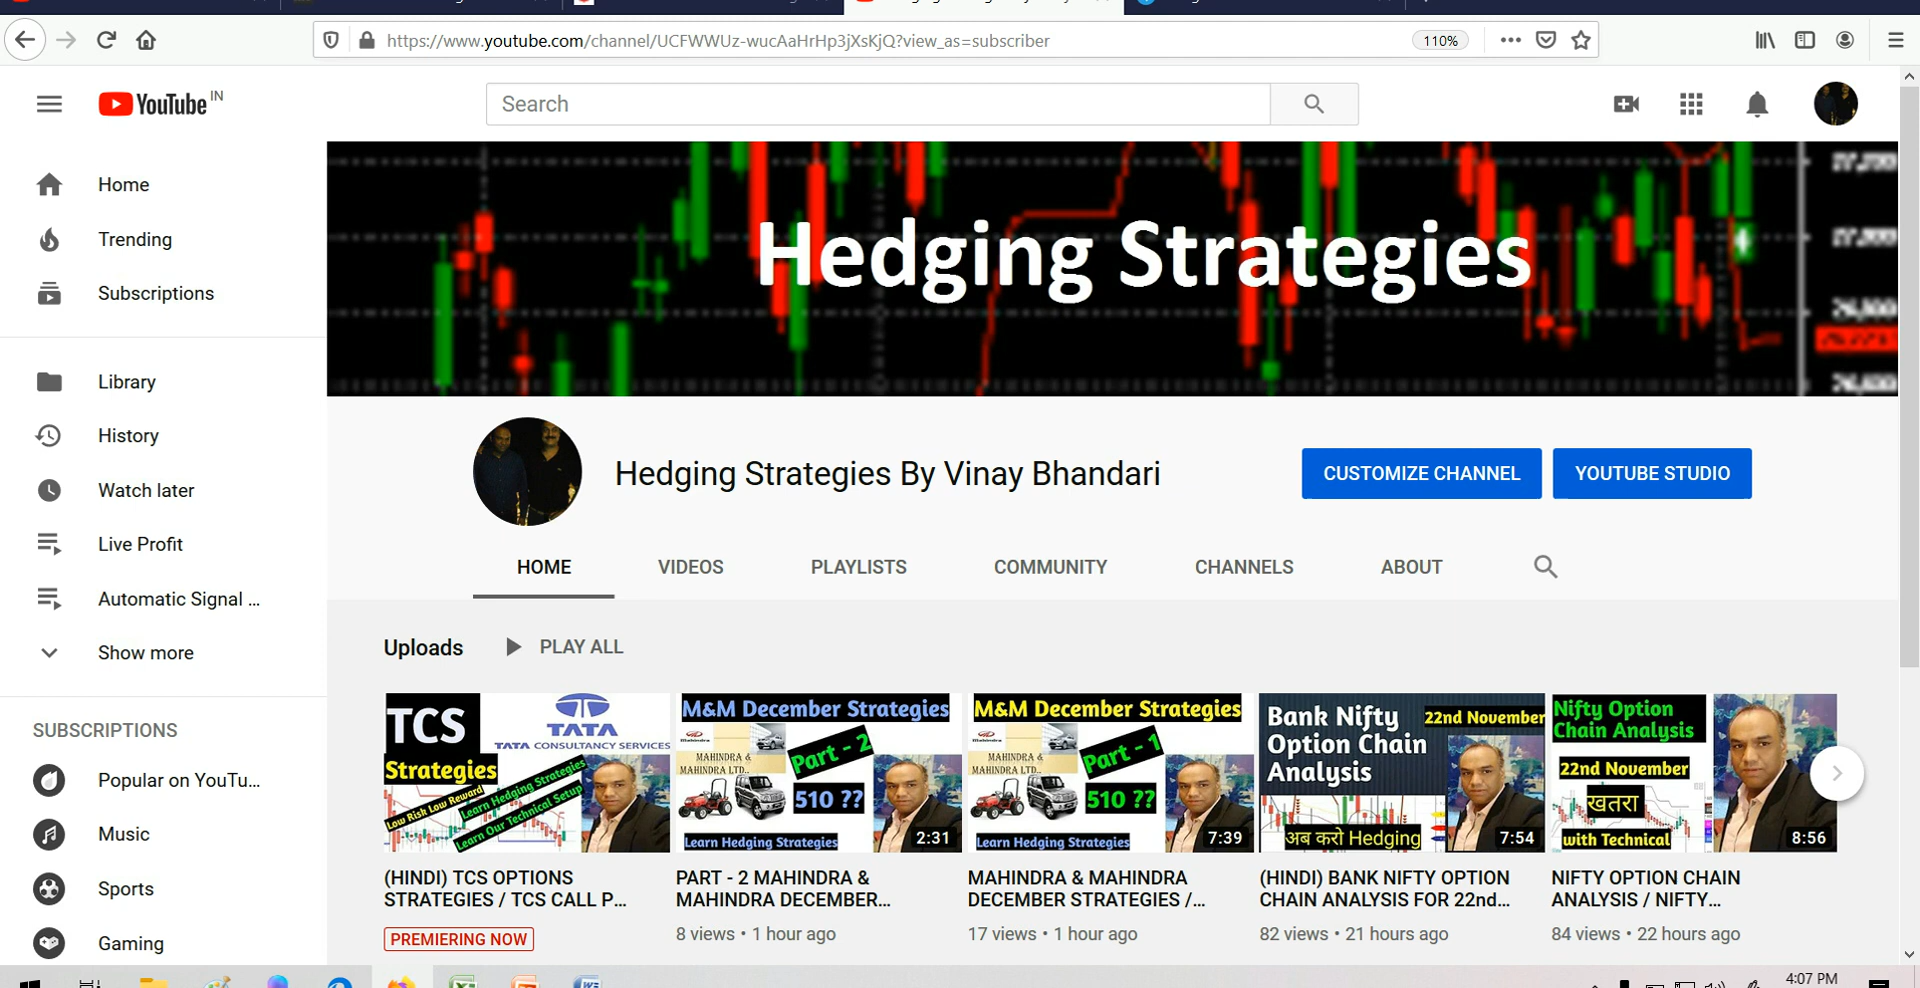 https://www.youtube.com/channel/UCFWWUz-wucAaHrHp3jXsKjQ?view_as=subscriber
110%
YouTube IN
Search
Home
Trending
Subscriptions
Library
History
Watch later
Live Profit
Automatic Signal ...
Show more
SUBSCRIPTIONS
Popular on YouTu...
Music
Sports
Gaming
Hedging Strategies
Hedging Strategies By Vinay Bhandari
CUSTOMIZE CHANNEL
YOUTUBE STUDIO
HOME VIDEOS PLAYLISTS COMMUNITY CHANNELS ABOUT
Uploads PLAY ALL
TCS
TATA
TATA CONSULTANCY SERVICES
Strategies
Low Risk Low Reward
Learn Hedging Strategies
Learn Our Technical Setup
(HINDI) TCS OPTIONS
STRATEGIES / TCS CALL P...
PREMIERING NOW
M&M December Strategies
MAHINDRA &
MAHINDRA LTD..
Part - 2
510 ??
Learn Hedging Strategies
2:31
PART - 2 MAHINDRA &
MAHINDRA DECEMBER...
8 views • 1 hour ago
M&M December Strategies
MAHINDRA &
MAHINDRA LTD..
Part - 1
510 ??
Learn Hedging Strategies
7:39
MAHINDRA & MAHINDRA
DECEMBER STRATEGIES /...
17 views • 1 hour ago
Bank Nifty
Option Chain
Analysis
22nd November
अब करो Hedging
7:54
(HINDI) BANK NIFTY OPTION
CHAIN ANALYSIS FOR 22nd...
82 views • 21 hours ago
Nifty Option
Chain Analysis
22nd November
खतरा
with Technical
8:56
NIFTY OPTION CHAIN
ANALYSIS / NIFTY...
84 views • 22 hours ago
4:07 PM